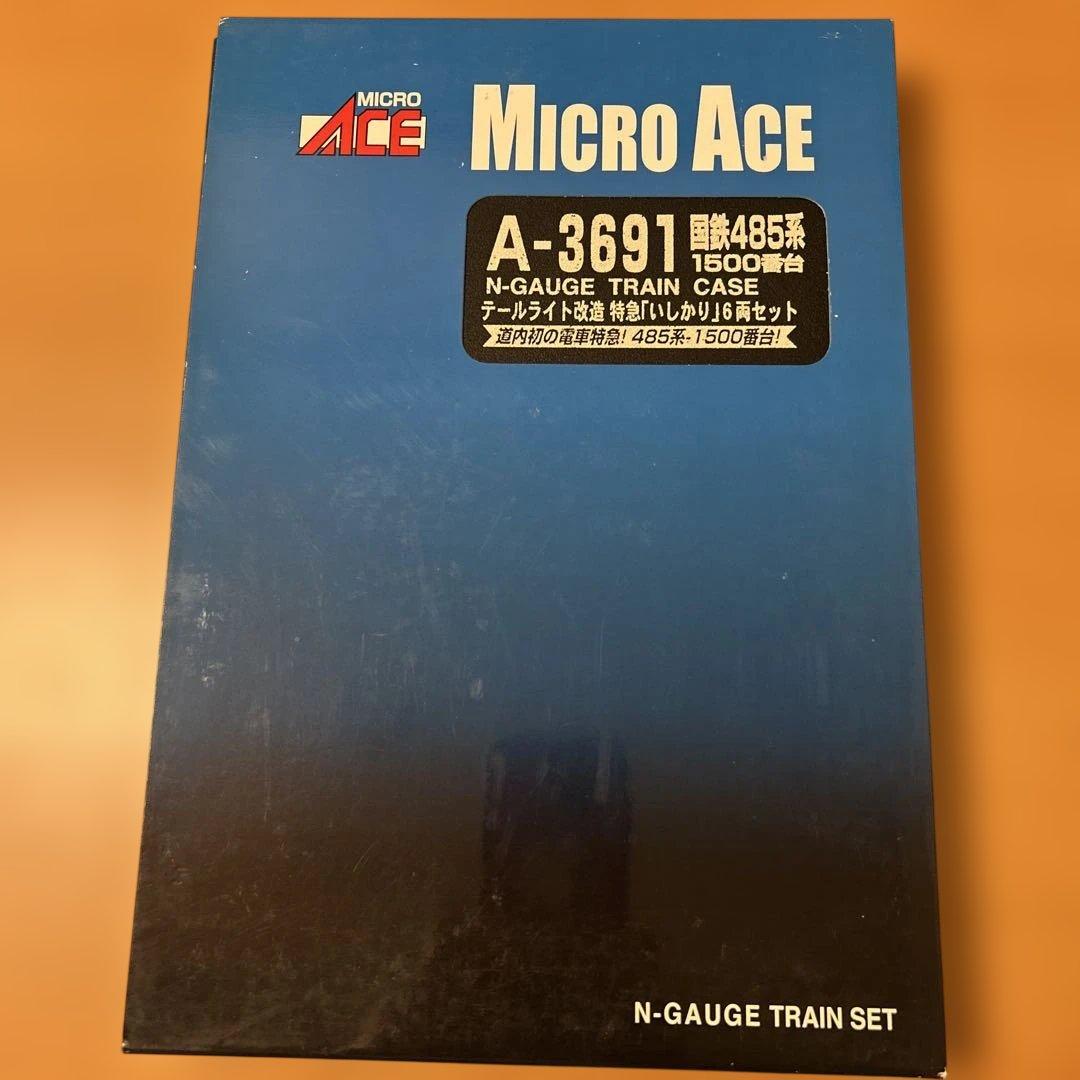 MICRO
ACE
MICRO ACE
A-3691 国鉄485系
1500番台
N-GAUGE TRAIN CASE
テールライト改造 特急「いしかり」6両セット
道内初の電車特急! 485系-1500番台!
N-GAUGE TRAIN SET